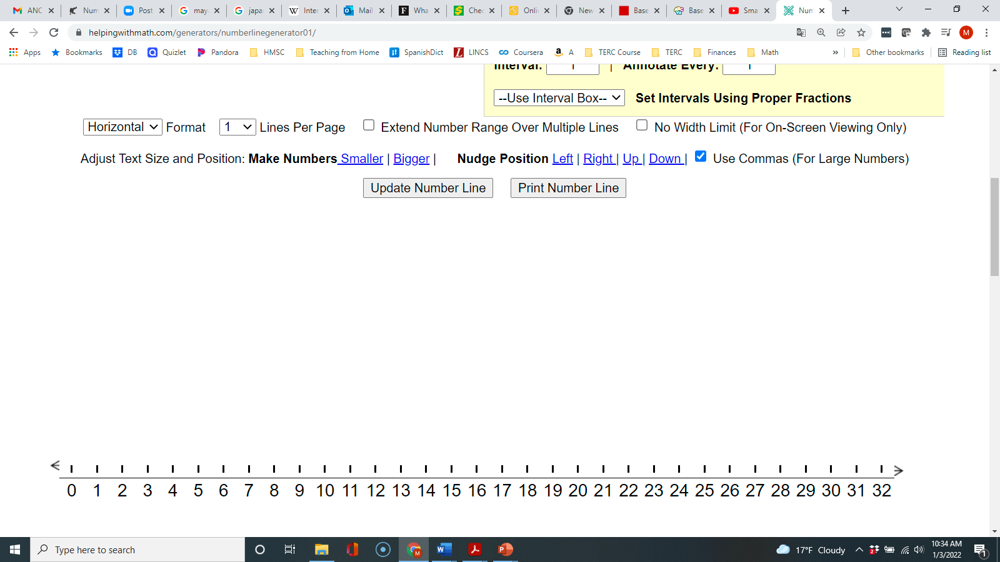 ANC Num Post may. japa Inter Mail Wha Chec Onli New Base Base Sma Num
helpingwithmath.com/generators/numberlinegenerator01/ M
Apps Bookmarks DB Quizlet Pandora HMSC Teaching from Home SpanishDict LINCS Coursera A TERC Course TERC Finances Math » Other bookmarks Reading list
Interval: 1 | Annotate Every: 1
--Use Interval Box-- Set Intervals Using Proper Fractions
Horizontal Format 1 Lines Per Page Extend Number Range Over Multiple Lines No Width Limit (For On-Screen Viewing Only)
Adjust Text Size and Position: Make Numbers Smaller | Bigger | Nudge Position Left | Right | Up | Down | Use Commas (For Large Numbers)
Update Number Line Print Number Line
0 1 2 3 4 5 6 7 8 9 10 11 12 13 14 15 16 17 18 19 20 21 22 23 24 25 26 27 28 29 30 31 32
Type here to search 17°F Cloudy 10:34 AM
1/3/2022